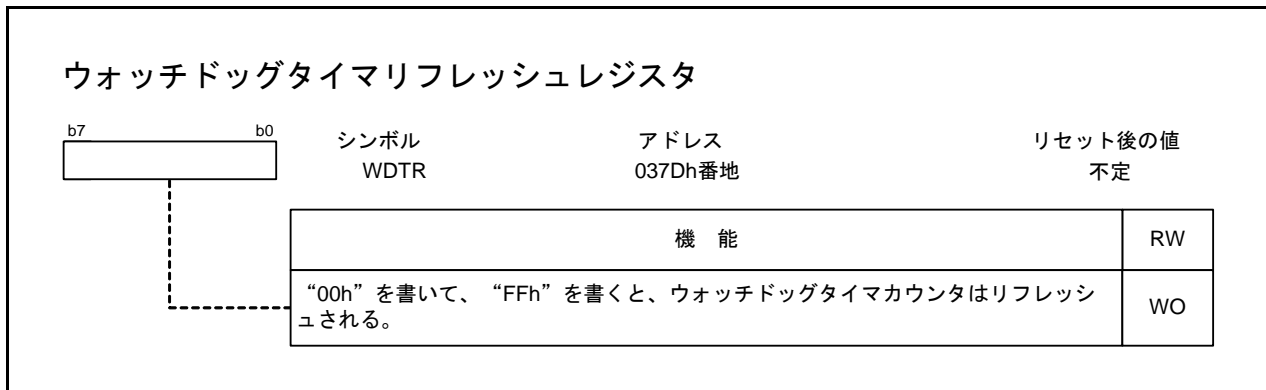 ウォッチドッグタイマリフレッシュレジスタ
b7 b0
シンボル アドレス リセット後の値
WDTR 037Dh番地 不定
機 能 RW
“00h”を書いて、“FFh”を書くと、ウォッチドッグタイマカウンタはリフレッシ
ュされる。 WO